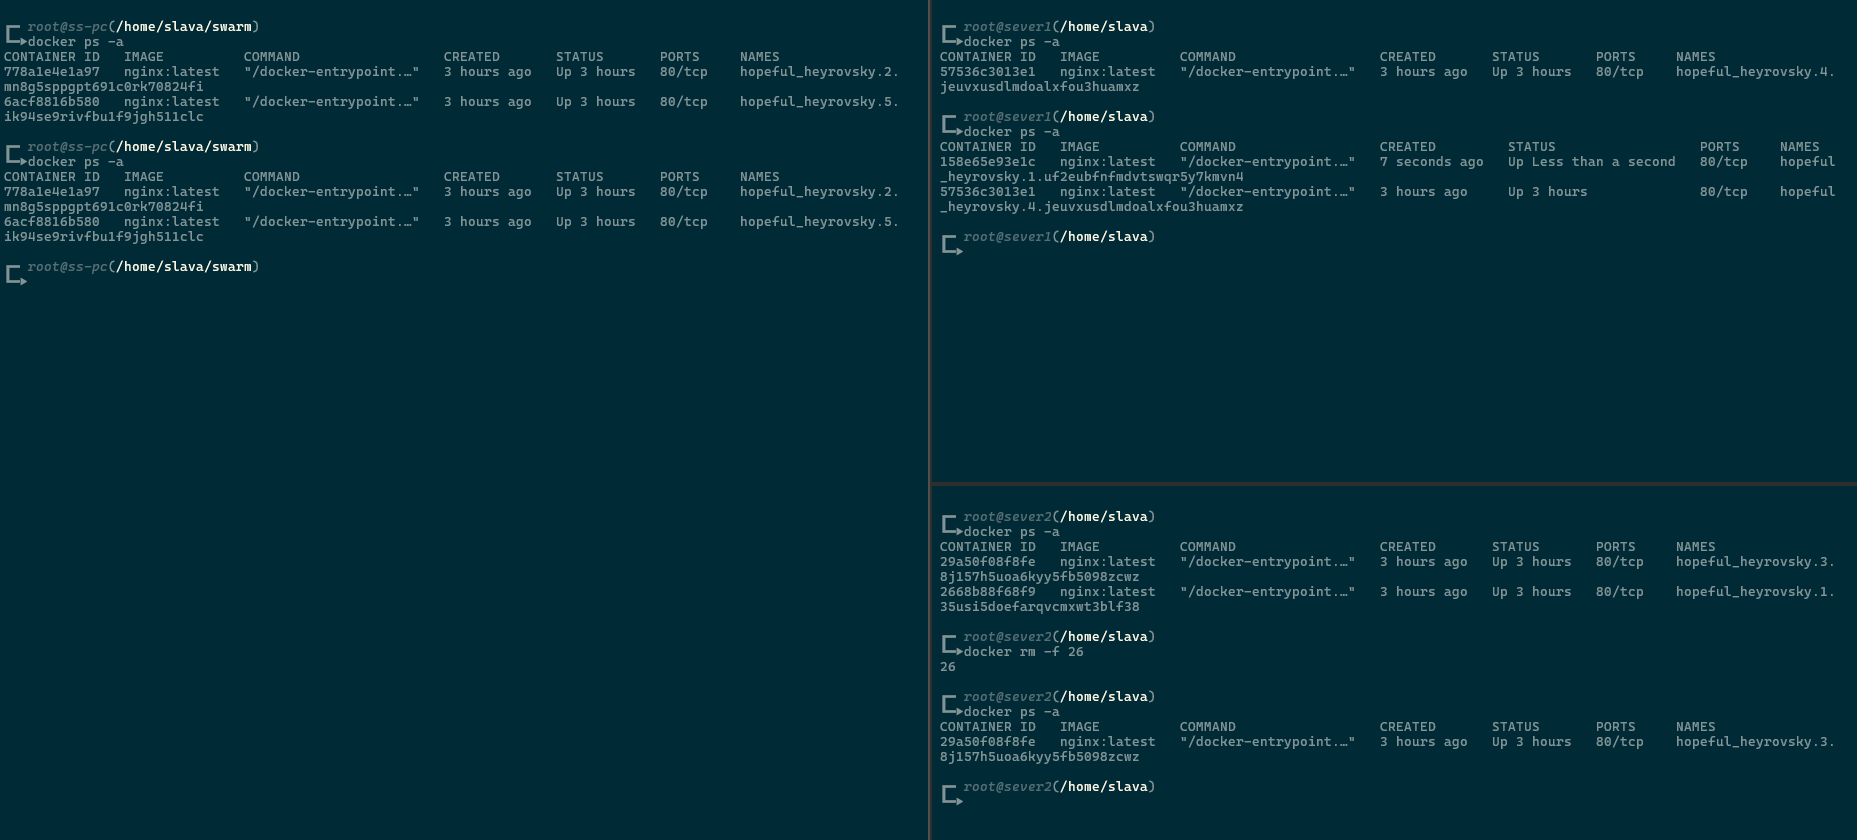 root@ss-pc(/home/slava/swarm)
docker ps -a
CONTAINER ID   IMAGE          COMMAND                  CREATED       STATUS       PORTS     NAMES
778a1e4e1a97   nginx:latest   "/docker-entrypoint.…"   3 hours ago   Up 3 hours   80/tcp    hopeful_heyrovsky.2.
mn8g5sppgpt691c0rk70824fi
6acf8816b580   nginx:latest   "/docker-entrypoint.…"   3 hours ago   Up 3 hours   80/tcp    hopeful_heyrovsky.5.
ik94se9rivfbu1f9jgh511clc
root@ss-pc(/home/slava/swarm)
docker ps -a
CONTAINER ID   IMAGE          COMMAND                  CREATED       STATUS       PORTS     NAMES
778a1e4e1a97   nginx:latest   "/docker-entrypoint.…"   3 hours ago   Up 3 hours   80/tcp    hopeful_heyrovsky.2.
mn8g5sppgpt691c0rk70824fi
6acf8816b580   nginx:latest   "/docker-entrypoint.…"   3 hours ago   Up 3 hours   80/tcp    hopeful_heyrovsky.5.
ik94se9rivfbu1f9jgh511clc
root@ss-pc(/home/slava/swarm)
root@sever1(/home/slava)
docker ps -a
CONTAINER ID   IMAGE          COMMAND                  CREATED       STATUS       PORTS     NAMES
57536c3013e1   nginx:latest   "/docker-entrypoint.…"   3 hours ago   Up 3 hours   80/tcp    hopeful_heyrovsky.4.
jeuvxusdlmdoalxfou3huamxz
root@sever1(/home/slava)
docker ps -a
CONTAINER ID   IMAGE          COMMAND                  CREATED         STATUS                  PORTS     NAMES
158e65e93e1c   nginx:latest   "/docker-entrypoint.…"   7 seconds ago   Up Less than a second   80/tcp    hopeful
_heyrovsky.1.uf2eubfnfmdvtswqr5y7kmvn4
57536c3013e1   nginx:latest   "/docker-entrypoint.…"   3 hours ago     Up 3 hours              80/tcp    hopeful
_heyrovsky.4.jeuvxusdlmdoalxfou3huamxz
root@sever1(/home/slava)
root@sever2(/home/slava)
docker ps -a
CONTAINER ID   IMAGE          COMMAND                  CREATED       STATUS       PORTS     NAMES
29a50f08f8fe   nginx:latest   "/docker-entrypoint.…"   3 hours ago   Up 3 hours   80/tcp    hopeful_heyrovsky.3.
8j157h5uoa6kyy5fb5098zcwz
2668b88f68f9   nginx:latest   "/docker-entrypoint.…"   3 hours ago   Up 3 hours   80/tcp    hopeful_heyrovsky.1.
35usi5doefarqvcmxwt3blf38
root@sever2(/home/slava)
docker rm -f 26
26
root@sever2(/home/slava)
docker ps -a
CONTAINER ID   IMAGE          COMMAND                  CREATED       STATUS       PORTS     NAMES
29a50f08f8fe   nginx:latest   "/docker-entrypoint.…"   3 hours ago   Up 3 hours   80/tcp    hopeful_heyrovsky.3.
8j157h5uoa6kyy5fb5098zcwz
root@sever2(/home/slava)